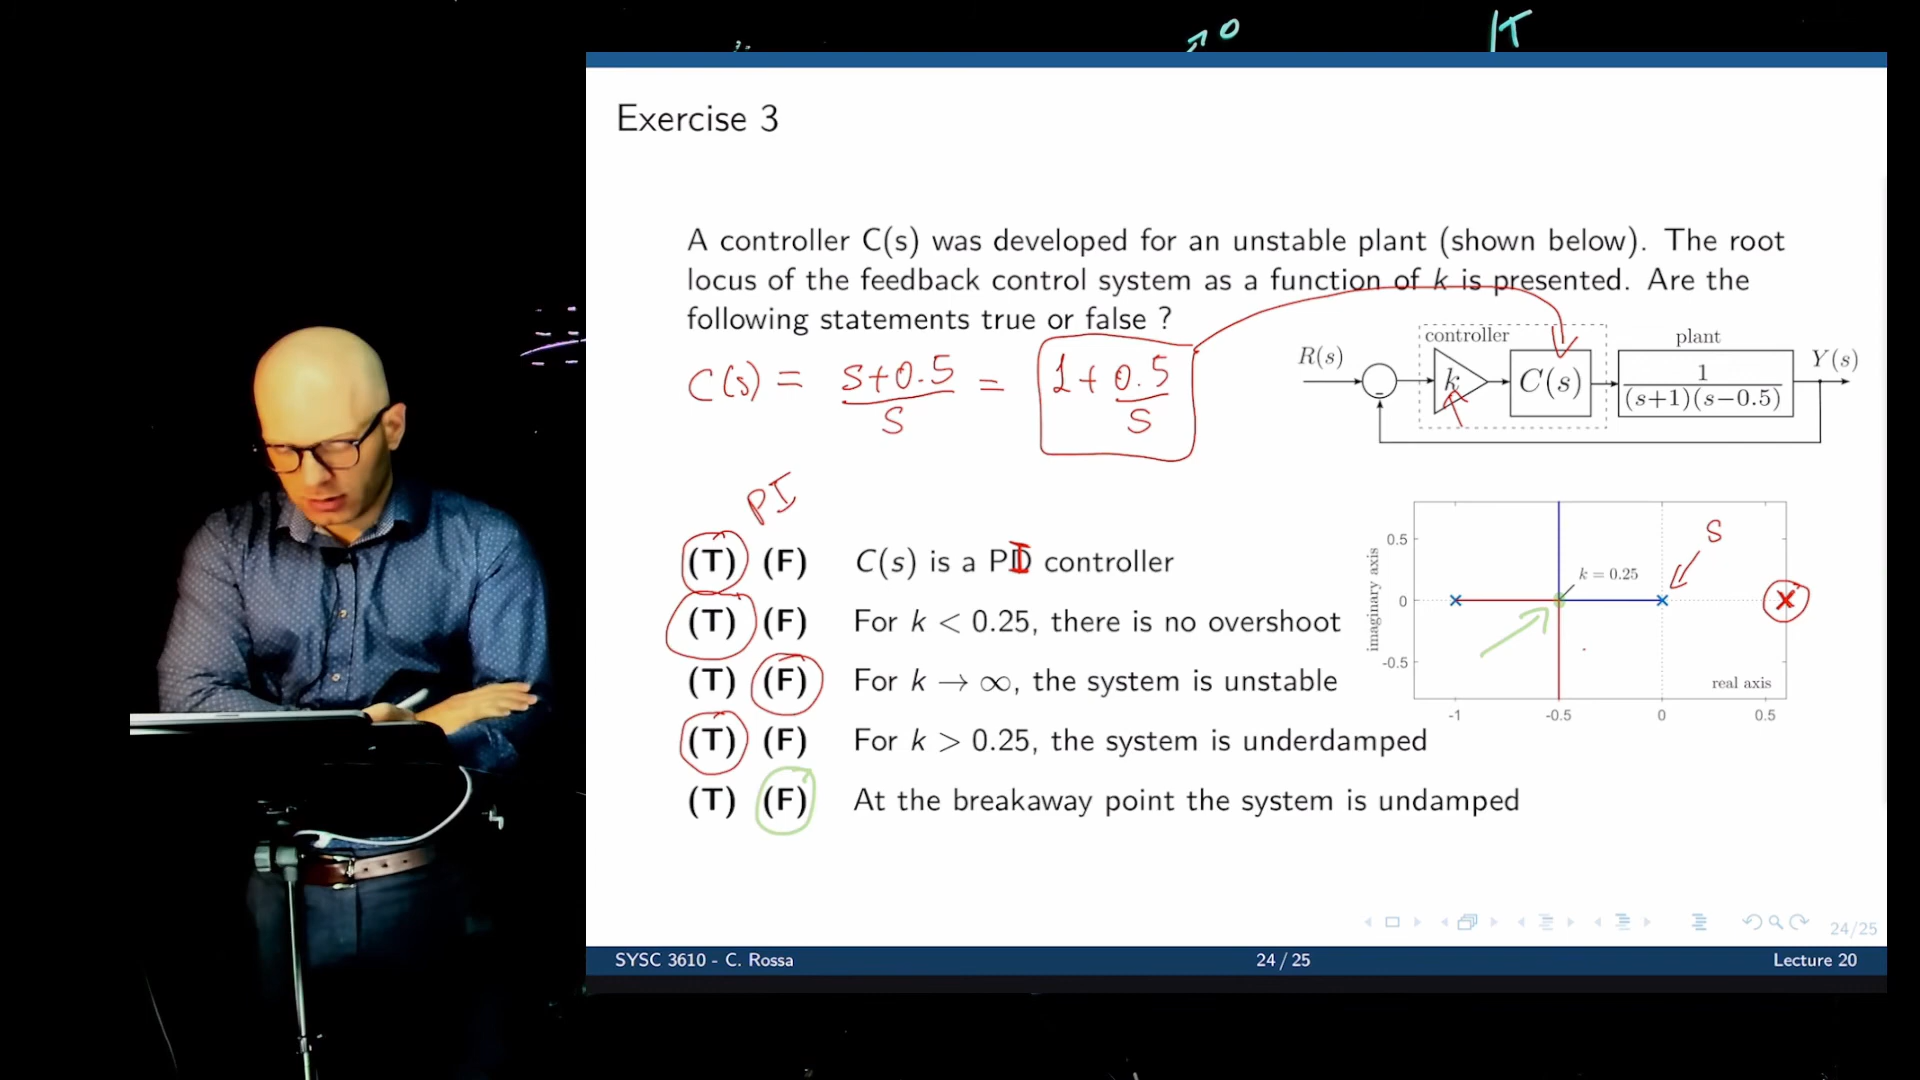 0 k
Exercise 3
A controller C(s) was developed for an unstable plant (shown below). The root
locus of the feedback control system as a function of k is presented. Are the
following statements true or false ?
C(s) = s+0.5 / s = 1 + 0.5 / s
controller
plant
R(s)
k
C(s)
1 / (s+1)(s−0.5)
Y(s)
-
PI
(T) (F) C(s) is a PD controller
I
(T) (F) For k < 0.25, there is no overshoot
(T) (F) For k → ∞, the system is unstable
(T) (F) For k > 0.25, the system is underdamped
(T) (F) At the breakaway point the system is undamped
imaginary axis
0.5
0
-0.5
k = 0.25
S
real axis
-1 -0.5 0 0.5
24/25
SYSC 3610 - C. Rossa 24 / 25 Lecture 20